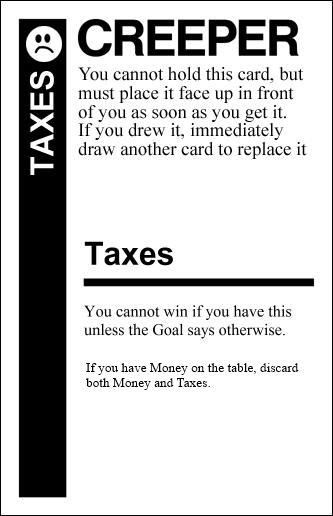 CREEPER
TAXES
You cannot hold this card, but
must place it face up in front
of you as soon as you get it.
If you drew it, immediately
draw another card to replace it
Taxes
You cannot win if you have this
unless the Goal says otherwise.
If you have Money on the table, discard
both Money and Taxes.